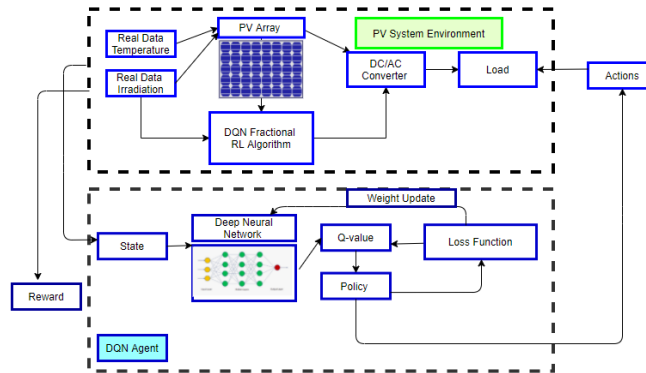 Real Data
Temperature
PV Array
PV System Environment
Real Data
Irradiation
DC/AC
Converter
Load
Actions
DQN Fractional
RL Algorithm
Weight Update
Deep Neural
Network
State
Q-value
Loss Function
Reward
Policy
DQN Agent